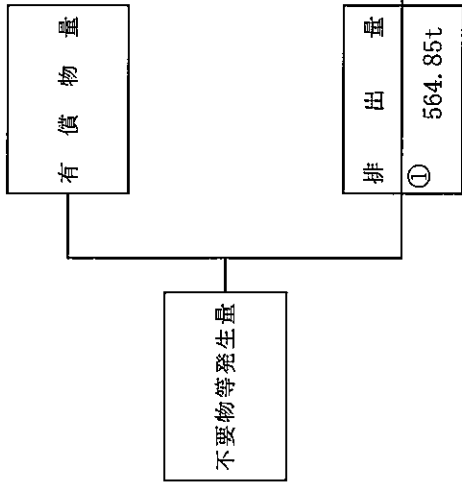 不要物等発生量
有償物量
排出量
①
564.85t